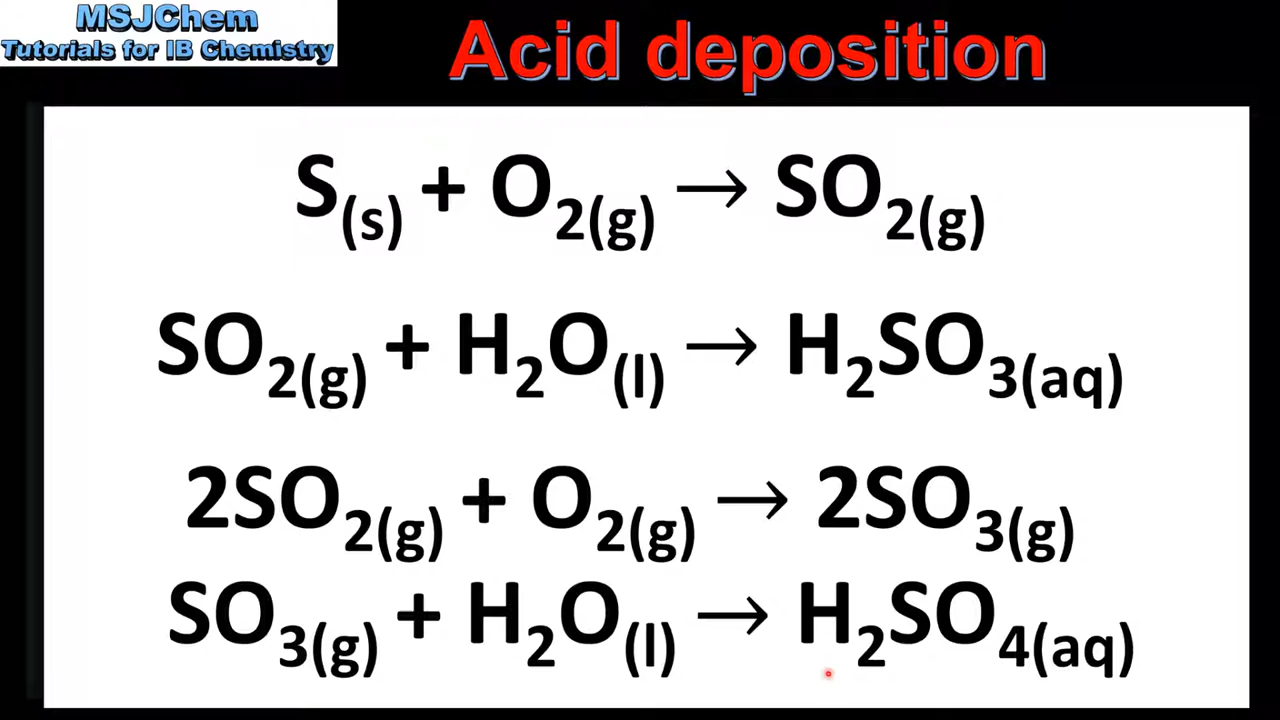 MSJChem
Tutorials for IB Chemistry
Acid deposition
S(s) + O2(g) → SO2(g)
SO2(g) + H2O(l) → H2SO3(aq)
2SO2(g) + O2(g) → 2SO3(g)
SO3(g) + H2O(l) → H2SO4(aq)